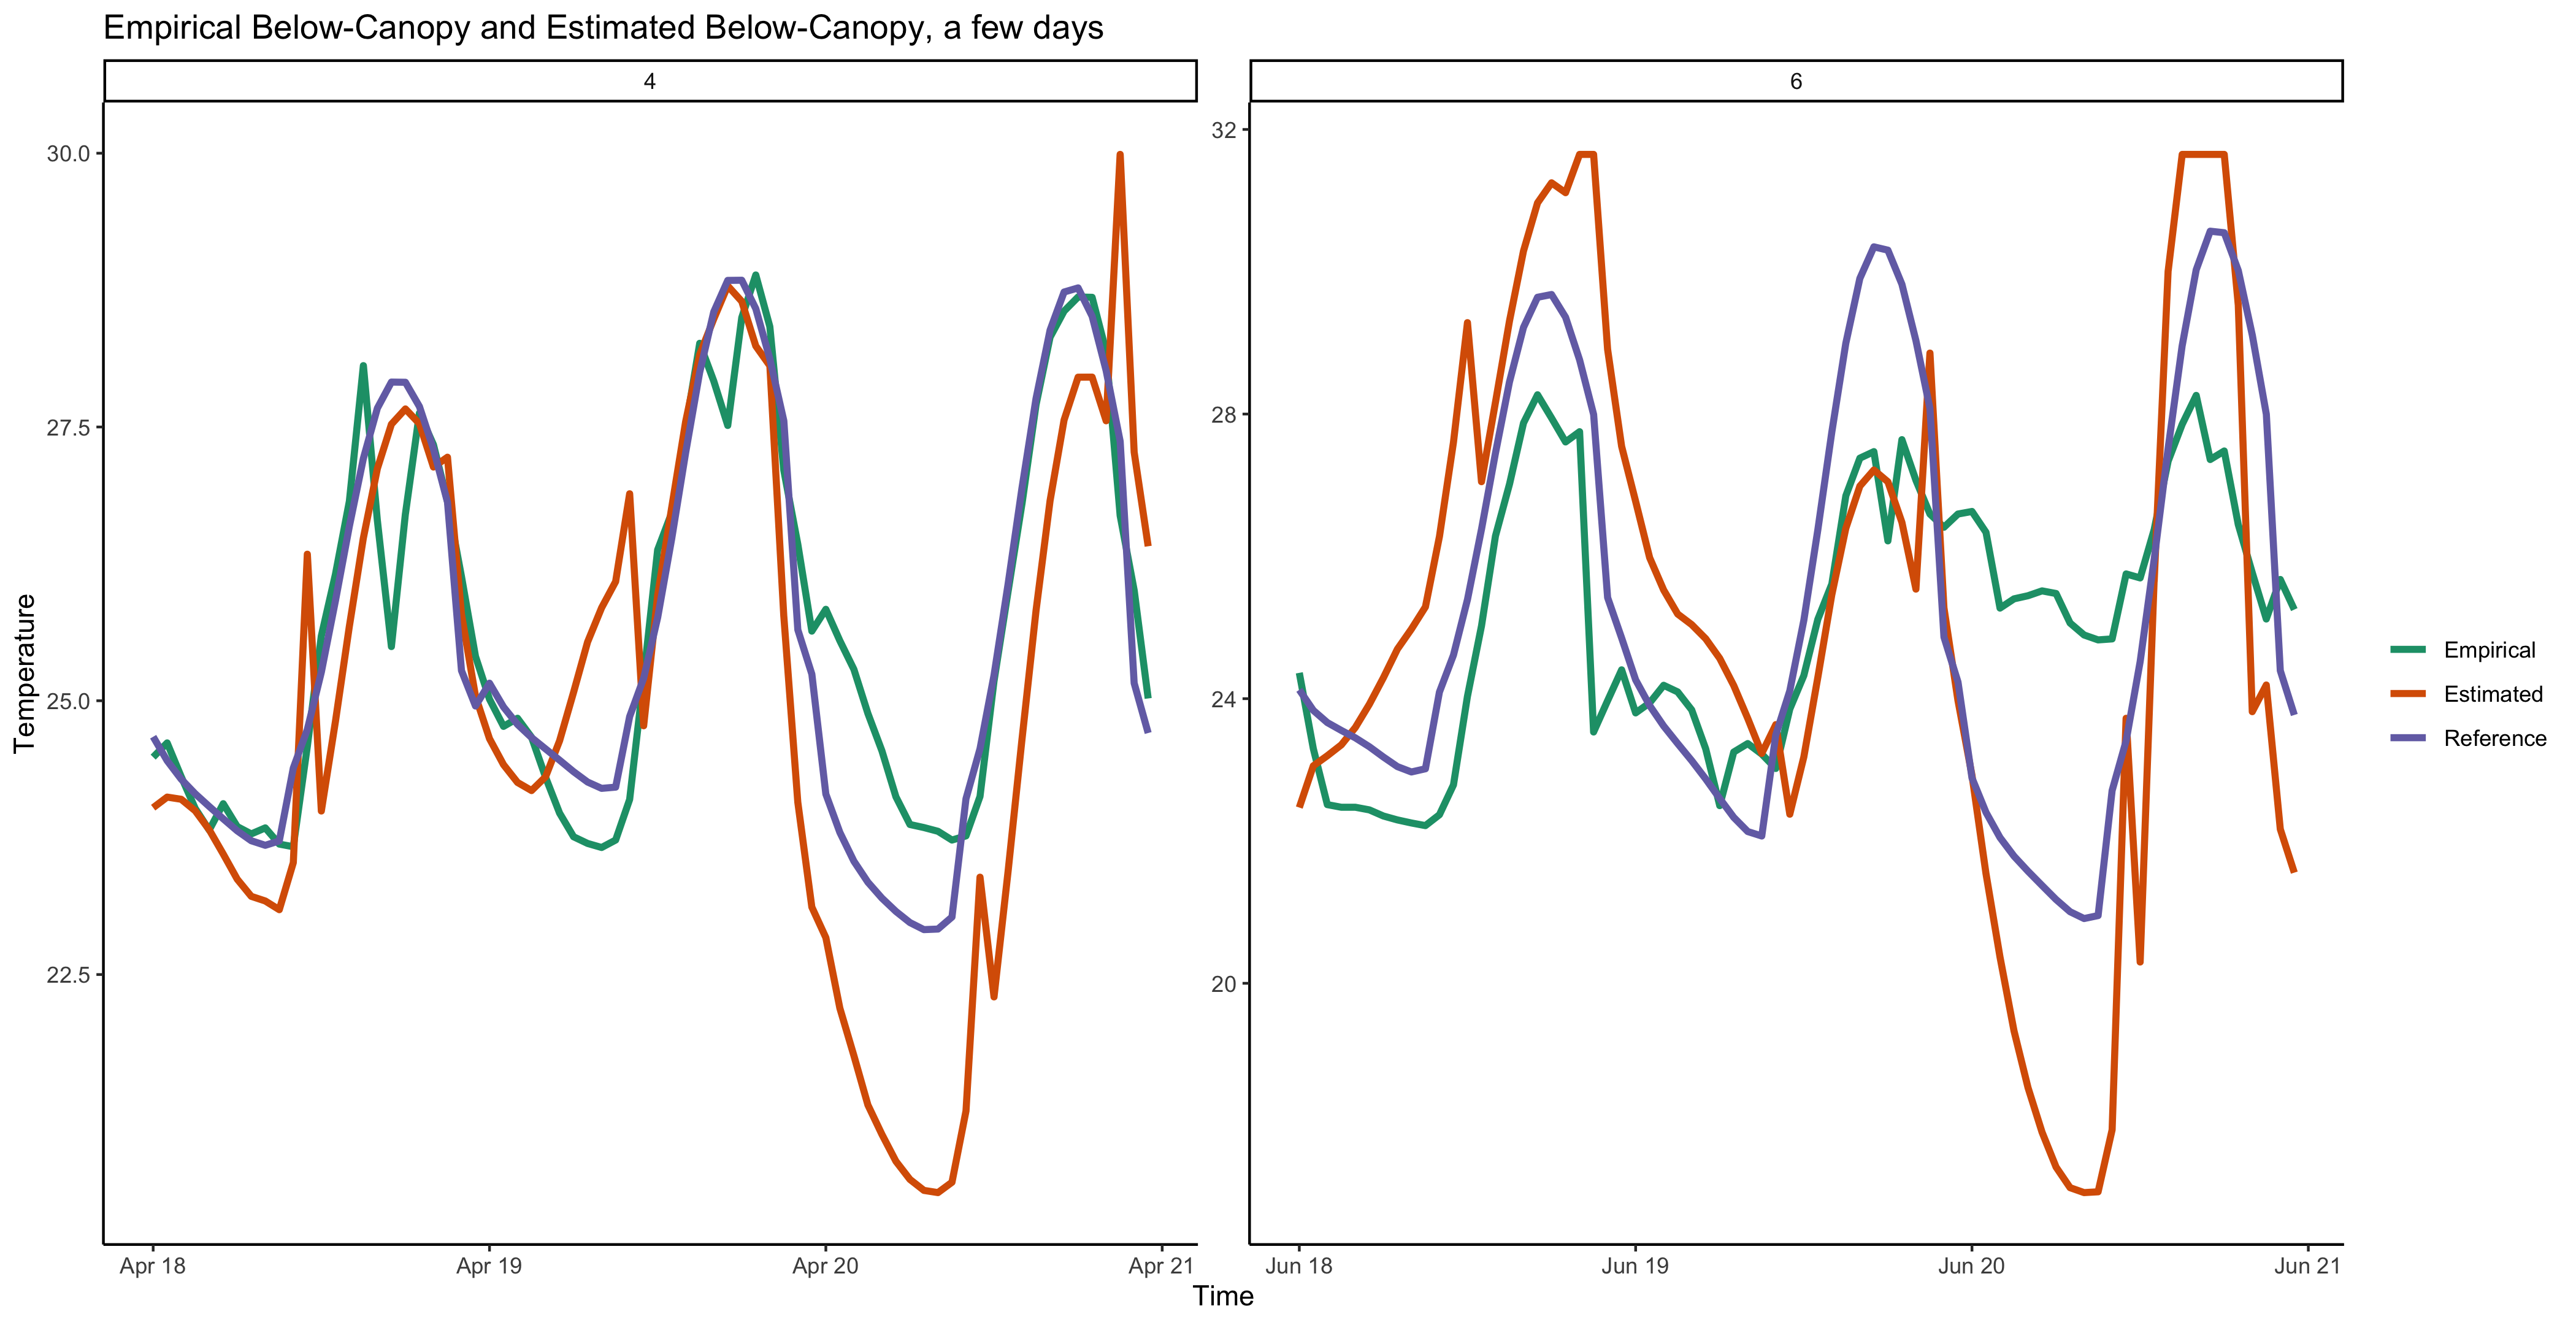 Empirical Below-Canopy and Estimated Below-Canopy, a few days
4
6
Temperature
30.0
27.5
25.0
22.5
32
28
24
20
Apr 18
Apr 19
Apr 20
Apr 21
Jun 18
Jun 19
Jun 20
Jun 21
Time
Empirical
Estimated
Reference